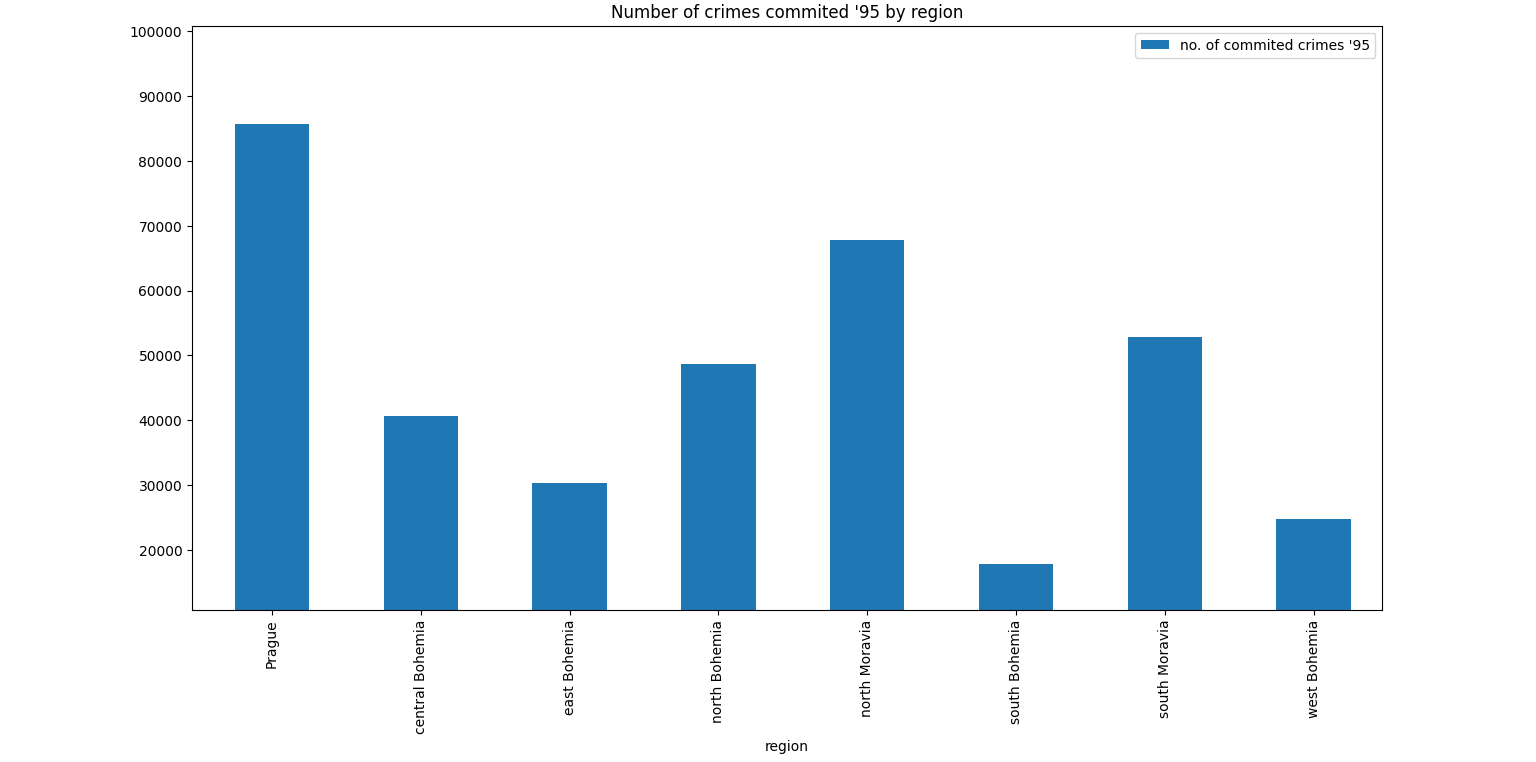 Number of crimes commited '95 by region
no. of commited crimes '95
100000
90000
80000
70000
60000
50000
40000
30000
20000
Prague
central Bohemia
east Bohemia
north Bohemia
north Moravia
south Bohemia
south Moravia
west Bohemia
region